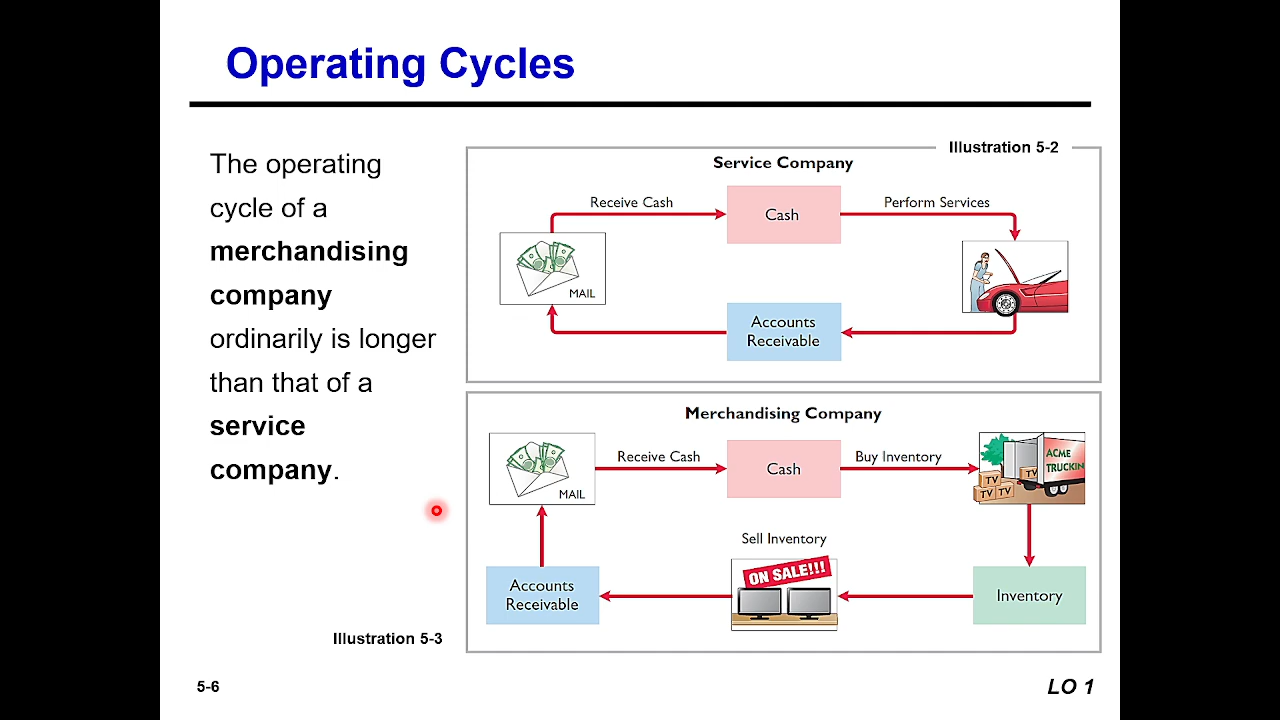 Operating Cycles
The operating
cycle of a
merchandising
company
ordinarily is longer
than that of a
service
company.
Illustration 5-2
Service Company
Receive Cash
Cash
Perform Services
MAIL
Accounts
Receivable
Merchandising Company
Receive Cash
Cash
Buy Inventory
MAIL
ACME
TRUCKIN
TV
TV
TV
TV
Sell Inventory
ON SALE!!!
Accounts
Receivable
Inventory
Illustration 5-3
5-6
LO 1